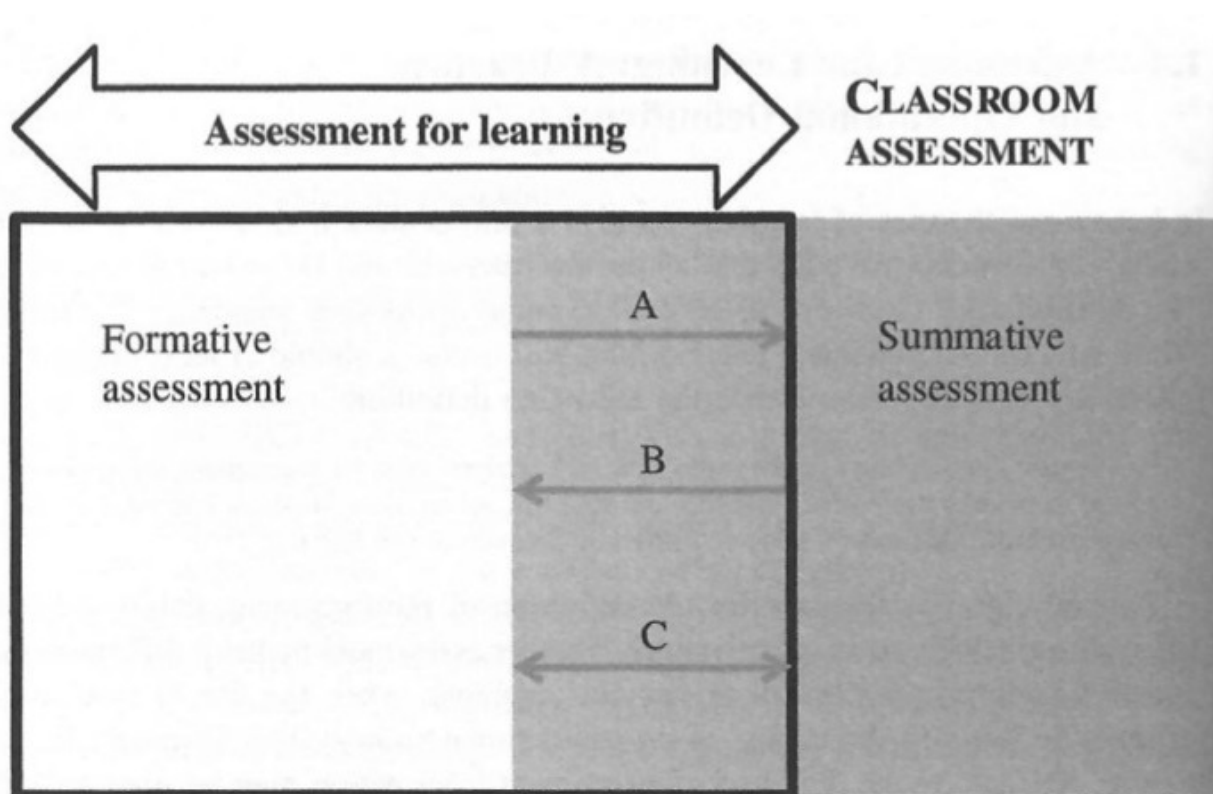 CLASSROOM
ASSESSMENT
Assessment for learning
A
Formative
assessment
Summative
assessment
B
C